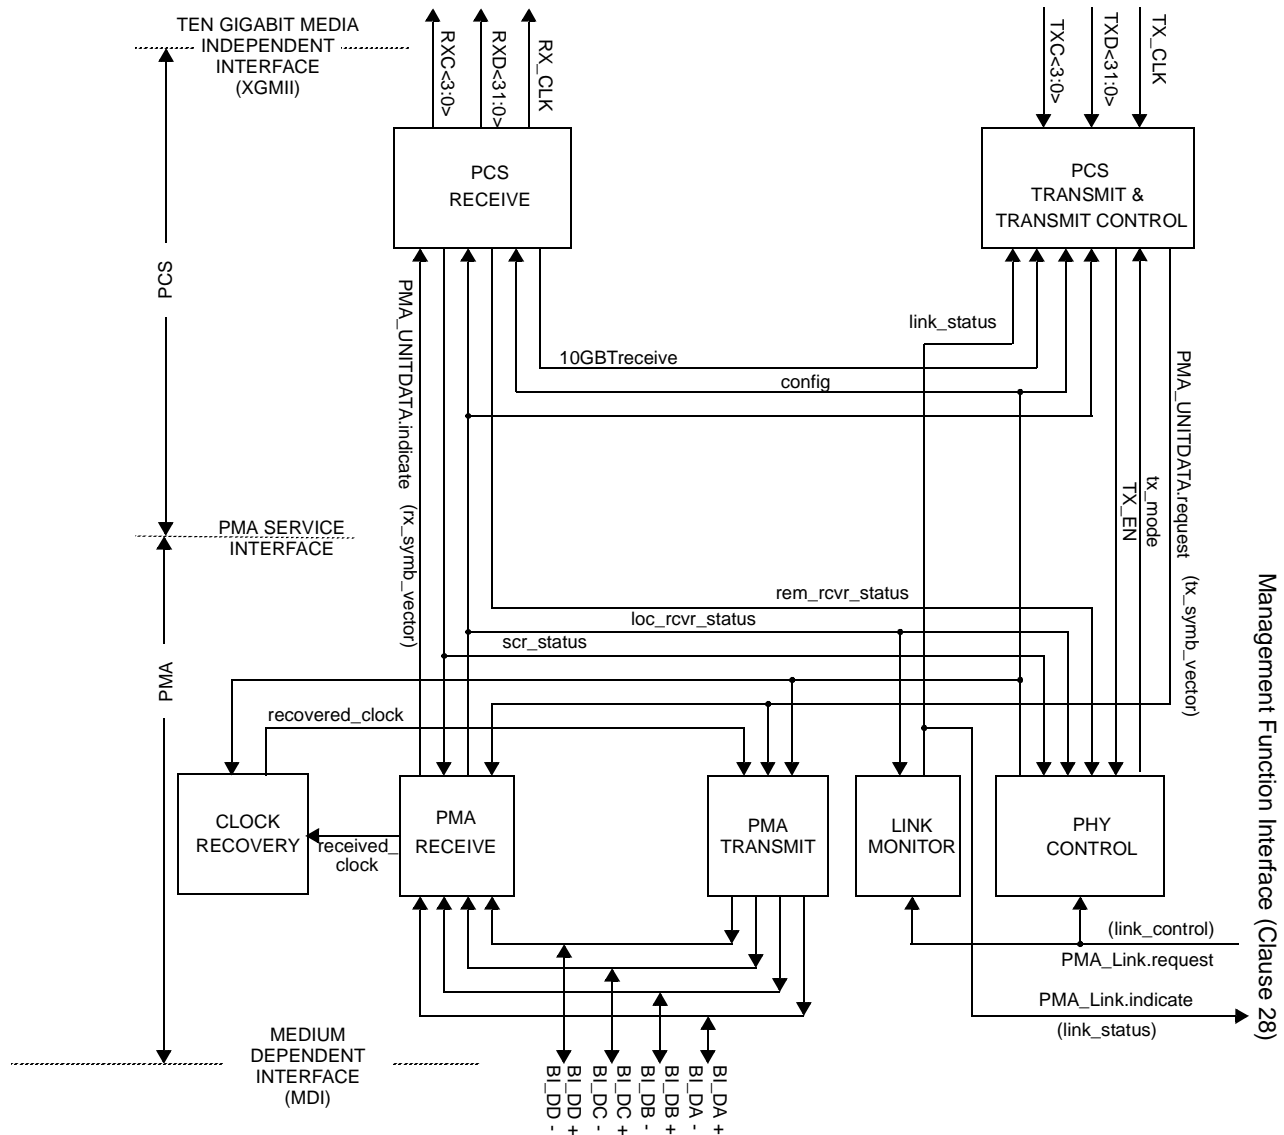 TEN GIGABIT MEDIA
INDEPENDENT
INTERFACE
(XGMII)
RXC<3:0>
RXD<31:0>
RX_CLK
TXC<3:0>
TXD<31:0>
TX_CLK
PCS
RECEIVE
PCS
TRANSMIT &
TRANSMIT CONTROL
PCS
link_status
10GBTreceive
config
PMA_UNITDATA.indicate (rx_symb_vector)
TX_EN
tx_mode
PMA_UNITDATA.request (tx_symb_vector)
PMA SERVICE
INTERFACE
rem_rcvr_status
loc_rcvr_status
scr_status
PMA
recovered_clock
CLOCK
RECOVERY
received_
clock
PMA
RECEIVE
PMA
TRANSMIT
LINK
MONITOR
PHY
CONTROL
Management Function Interface (Clause 28)
(link_control)
PMA_Link.request
PMA_Link.indicate
(link_status)
MEDIUM
DEPENDENT
INTERFACE
(MDI)
BI_DD -
BI_DD +
BI_DC -
BI_DC +
BI_DB -
BI_DB +
BI_DA -
BI_DA +